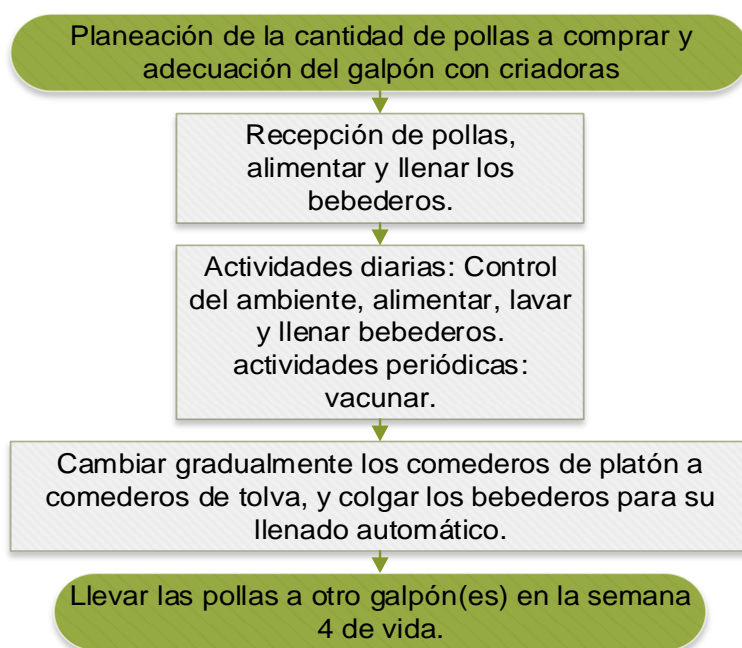 Planeación de la cantidad de pollas a comprar y
adecuación del galpón con criadoras
Recepción de pollas,
alimentar y llenar los
bebederos.
Actividades diarias: Control
del ambiente, alimentar, lavar
y llenar bebederos.
actividades periódicas:
vacunar.
Cambiar gradualmente los comederos de platón a
comederos de tolva, y colgar los bebederos para su
llenado automático.
Llevar las pollas a otro galpón(es) en la semana
4 de vida.